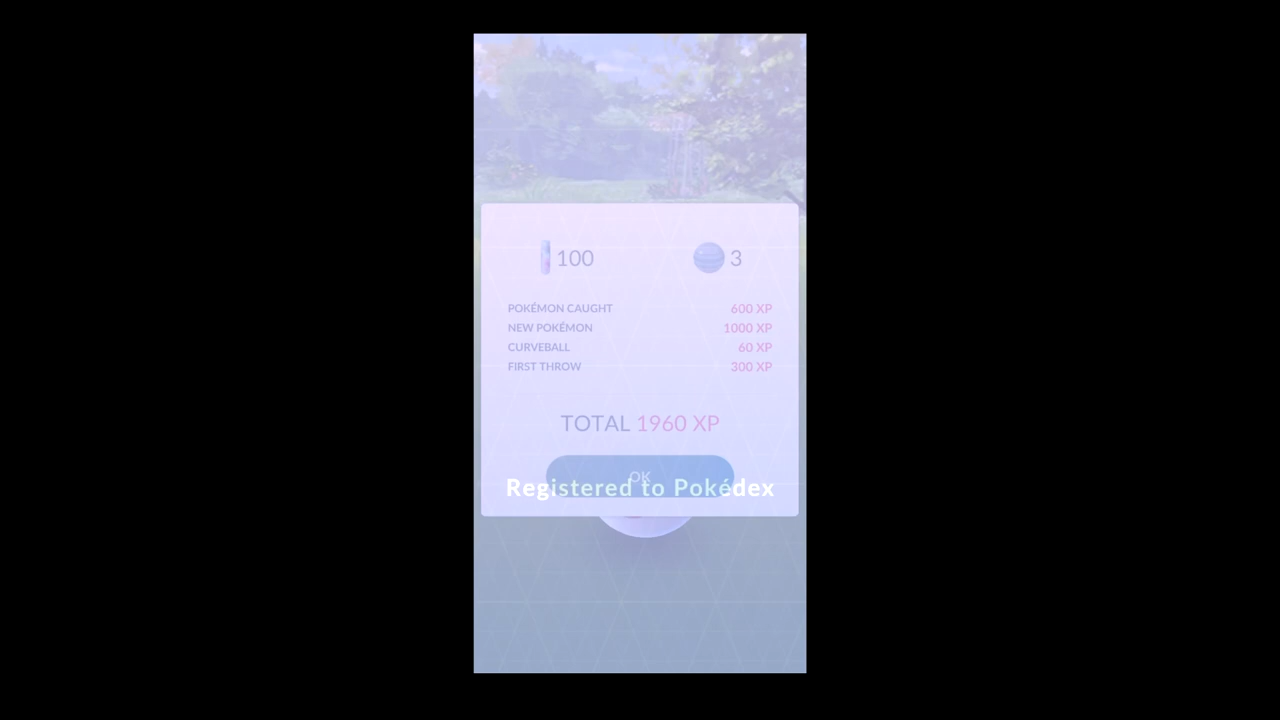 100 3
POKÉMON CAUGHT 600 XP
NEW POKÉMON 1000 XP
CURVEBALL 60 XP
FIRST THROW 300 XP
TOTAL 1960 XP
OK
Registered to Pokédex